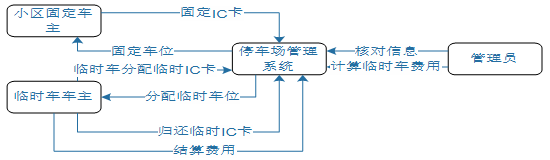 小区固定车
主
固定IC卡
固定车位
停车场管理
系统
核对信息
管理员
计算临时车费用
临时车分配临时IC卡
临时车车主
分配临时车位
归还临时IC卡
结算费用